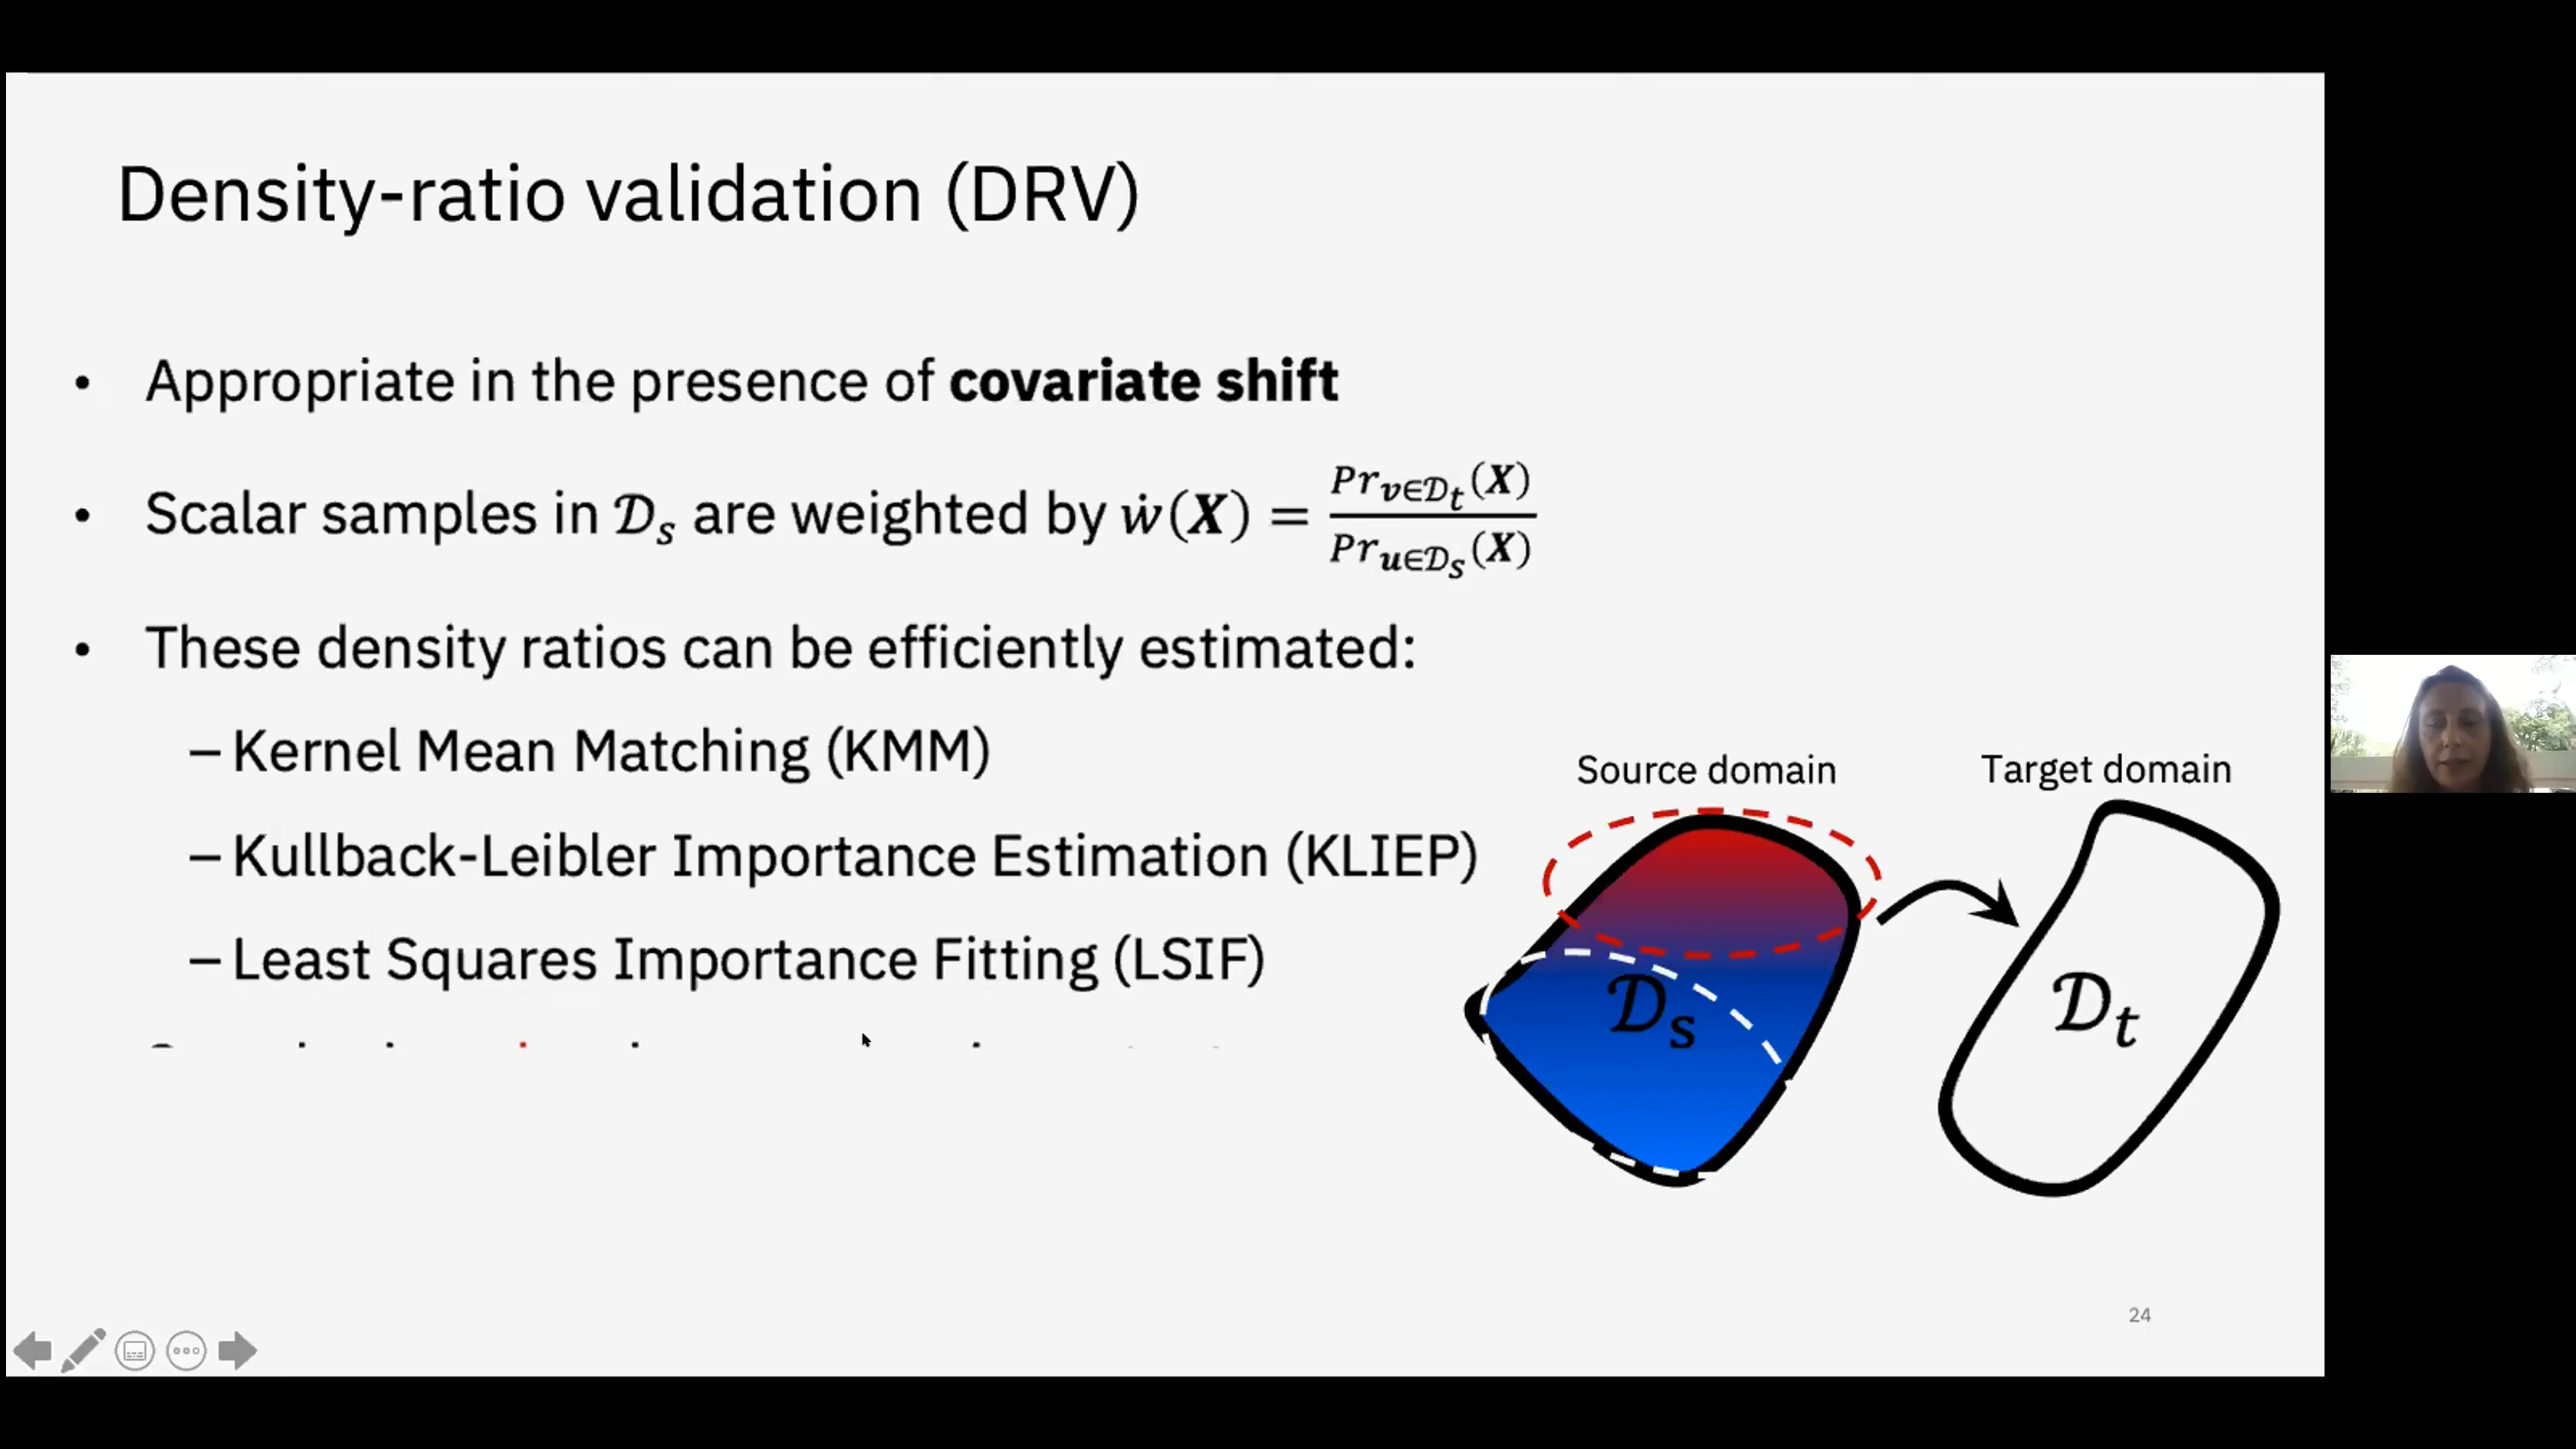 Density-ratio validation (DRV)
• Appropriate in the presence of covariate shift
• Scalar samples in 𝒟ₛ are weighted by ẇ(X) = Pr_{v∈𝒟t}(X) / Pr_{u∈𝒟s}(X)
• These density ratios can be efficiently estimated:
– Kernel Mean Matching (KMM)
– Kullback-Leibler Importance Estimation (KLIEP)
– Least Squares Importance Fitting (LSIF)
Source domain
Target domain
𝒟ₛ
𝒟ₜ
24